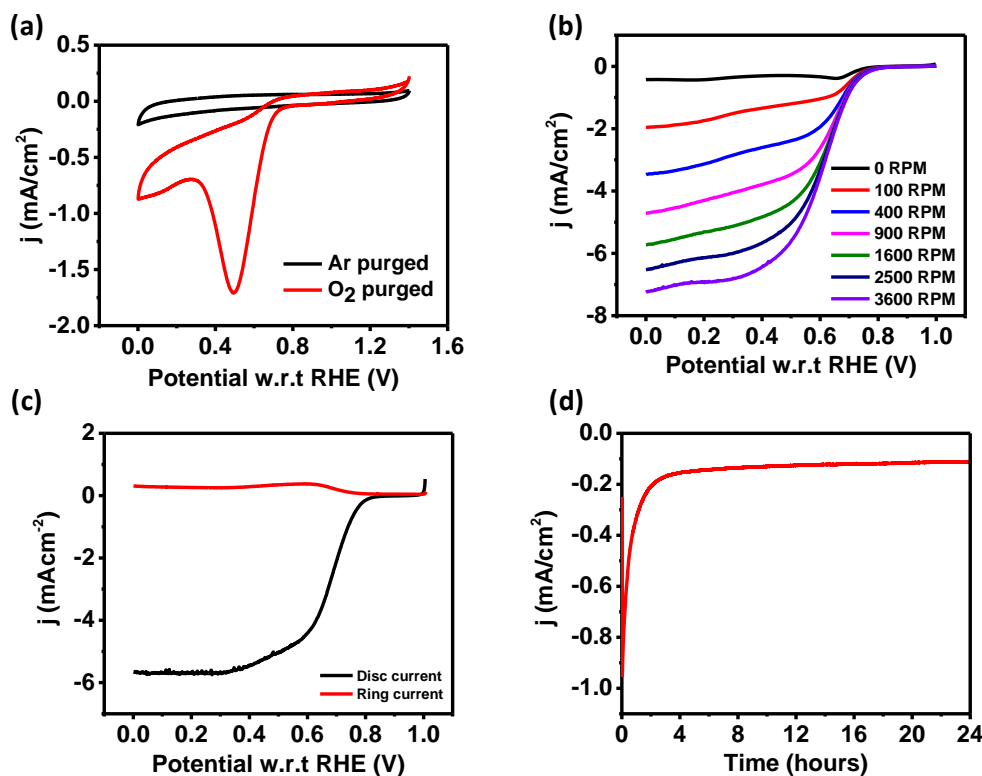 (a)
0.5
0.0
-0.5
-1.0
-1.5
-2.0
j (mA/cm²)
Ar purged
O₂ purged
0.0 0.4 0.8 1.2 1.6
Potential w.r.t RHE (V)
(b)
0
-2
-4
-6
-8
j (mA/cm²)
0 RPM
100 RPM
400 RPM
900 RPM
1600 RPM
2500 RPM
3600 RPM
0.0 0.2 0.4 0.6 0.8 1.0
Potential w.r.t RHE (V)
(c)
2
0
-2
-4
-6
j (mAcm⁻²)
Disc current
Ring current
0.0 0.2 0.4 0.6 0.8 1.0
Potential w.r.t RHE (V)
(d)
0.0
-0.2
-0.4
-0.6
-0.8
-1.0
j (mA/cm²)
0 4 8 12 16 20 24
Time (hours)